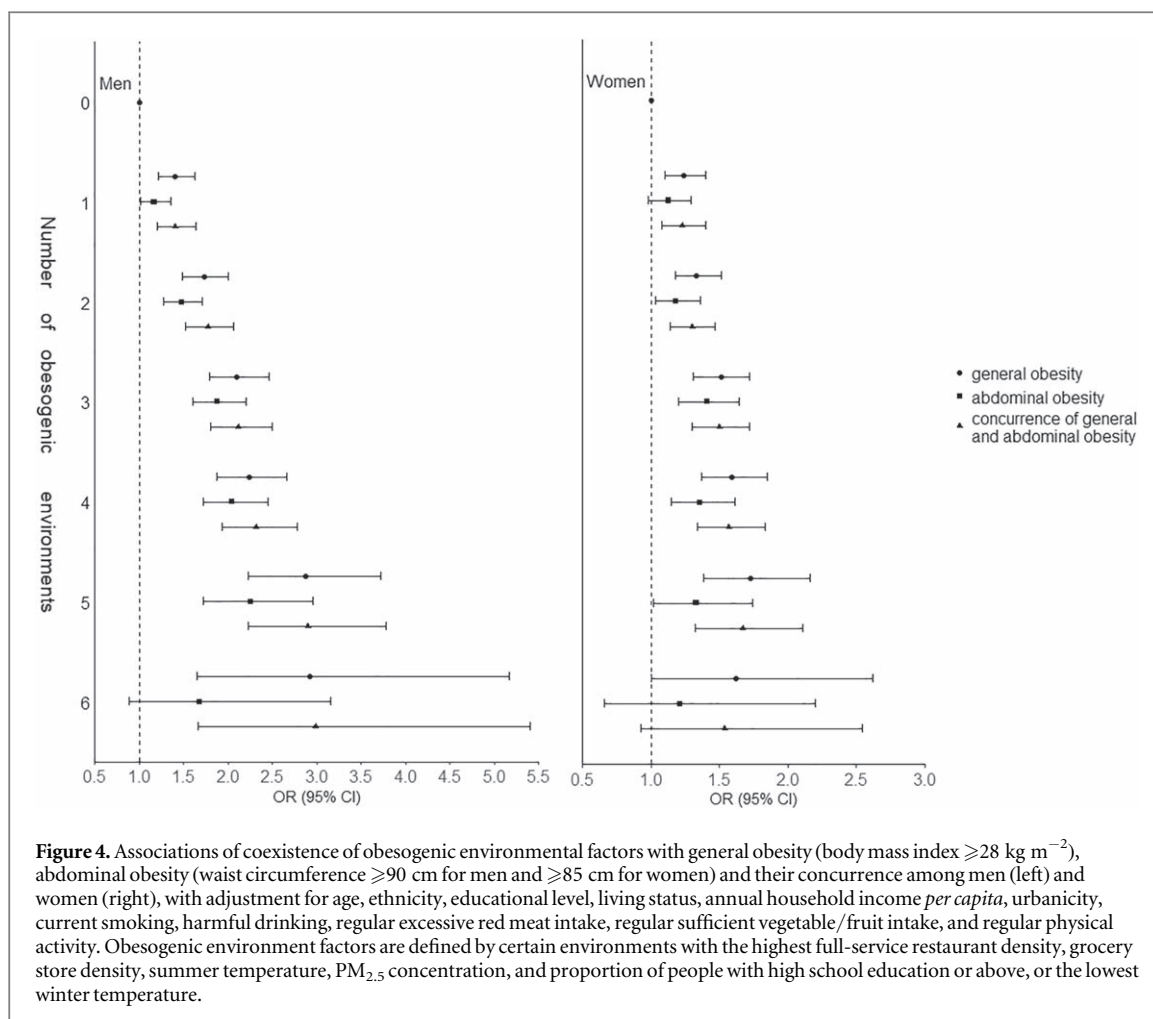 Men
Women
0
1
2
3
4
5
6
Number of obesogenic environments
0.5 1.0 1.5 2.0 2.5 3.0 3.5 4.0 4.5 5.0 5.5
OR (95% CI)
0.5 1.0 1.5 2.0 2.5 3.0
OR (95% CI)
general obesity
abdominal obesity
concurrence of general
and abdominal obesity
Figure 4. Associations of coexistence of obesogenic environmental factors with general obesity (body mass index ⩾28 kg m⁻²),
abdominal obesity (waist circumference ⩾90 cm for men and ⩾85 cm for women) and their concurrence among men (left) and
women (right), with adjustment for age, ethnicity, educational level, living status, annual household income per capita, urbanicity,
current smoking, harmful drinking, regular excessive red meat intake, regular sufficient vegetable/fruit intake, and regular physical
activity. Obesogenic environment factors are defined by certain environments with the highest full-service restaurant density, grocery
store density, summer temperature, PM₂.₅ concentration, and proportion of people with high school education or above, or the lowest
winter temperature.